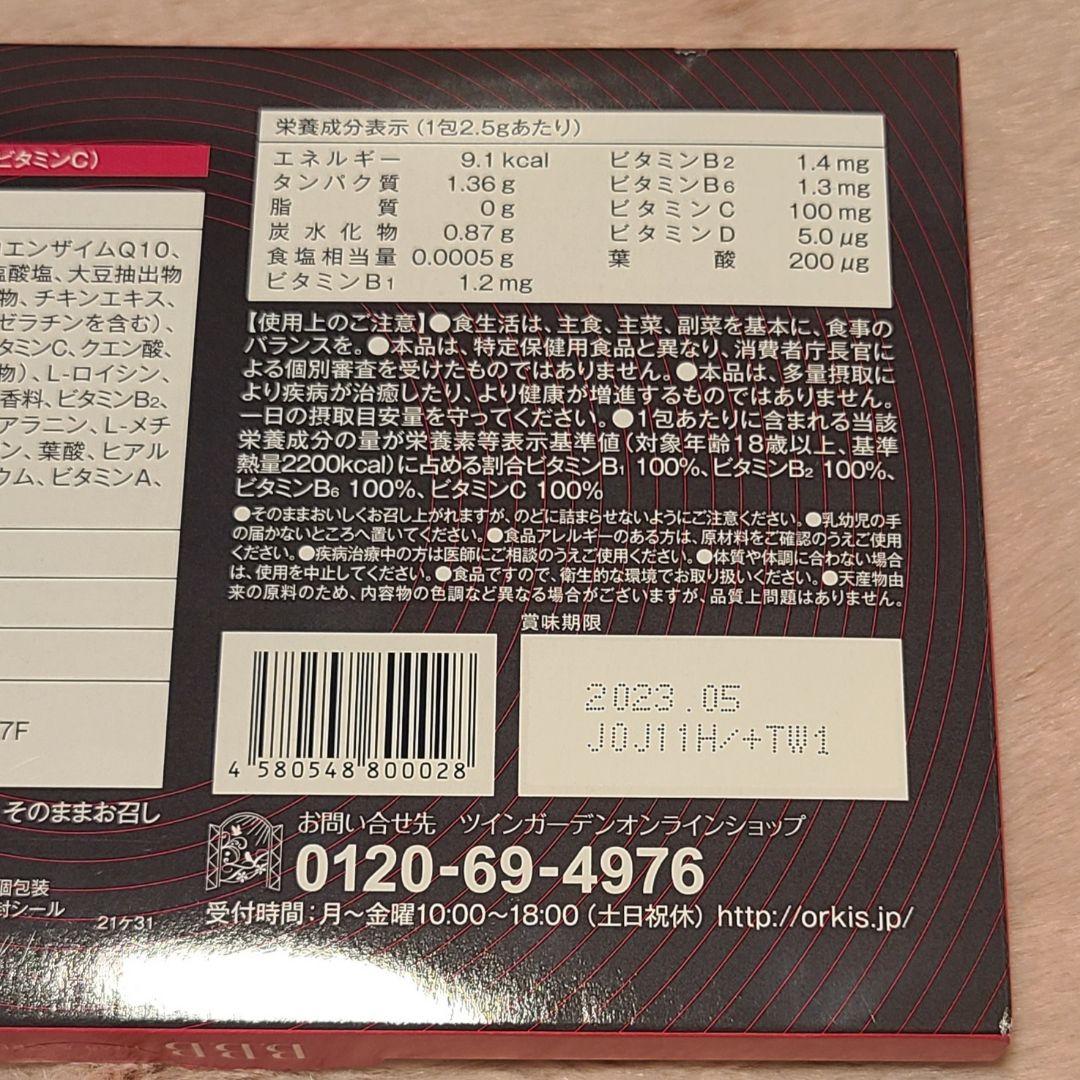 ビタミンC)
エンザイムQ10、
塩酸塩、大豆抽出物
物、チキンエキス、
ゼラチンを含む)、
タミンC、クエン酸、
物)、L-ロイシン、
香料、ビタミンB2、
アラニン、L-メチ
ン、葉酸、ヒアル
ウム、ビタミンA、
7F
そのままお召し
個包装
封シール
21ケ31
栄養成分表示(1包2.5gあたり)
エネルギー 9.1kcal
タンパク質 1.36g
脂質 0g
炭水化物 0.87g
食塩相当量 0.0005g
ビタミンB1 1.2mg
ビタミンB2 1.4mg
ビタミンB6 1.3mg
ビタミンC 100mg
ビタミンD 5.0μg
葉酸 200μg
【使用上のご注意】●食生活は、主食、主菜、副菜を基本に、食事の
バランスを。●本品は、特定保健用食品と異なり、消費者庁長官に
よる個別審査を受けたものではありません。●本品は、多量摂取に
より疾病が治癒したり、より健康が増進するものではありません。
一日の摂取目安量を守ってください。●1包あたりに含まれる当該
栄養成分の量が栄養素等表示基準値(対象年齢18歳以上、基準
熱量2200kcal)に占める割合ビタミンB1 100%、ビタミンB2 100%、
ビタミンB6 100%、ビタミンC 100%
●そのままおいしくお召し上がれますが、のどに詰まらせないようにご注意ください。●乳幼児の手
の届かないところへ置いてください。●食品アレルギーのある方は、原材料をご確認のうえご使用
ください。●疾病治療中の方は医師にご相談のうえご使用ください。●体質や体調に合わない場合
は、使用を中止してください。●食品ですので、衛生的な環境でお取り扱いください。●天産物由
来の原料のため、内容物の色調など異なる場合がございますが、品質上問題はありません。
賞味期限
2023.05
J0J11H/+TW1
4 580548 800028
お問い合せ先 ツインガーデンオンラインショップ
0120-69-4976
受付時間:月〜金曜10:00〜18:00(土日祝休) http://orkis.jp/
BBB